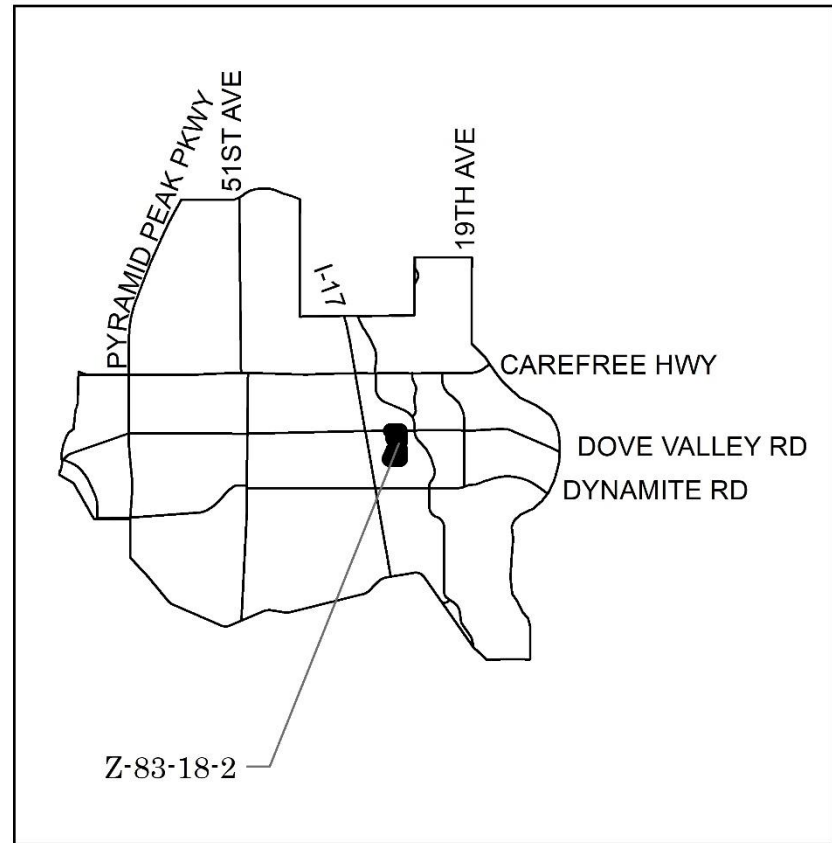 PYRAMID PEAK PKWY
51ST AVE
19TH AVE
I-17
CAREFREE HWY
DOVE VALLEY RD
DYNAMITE RD
Z-83-18-2